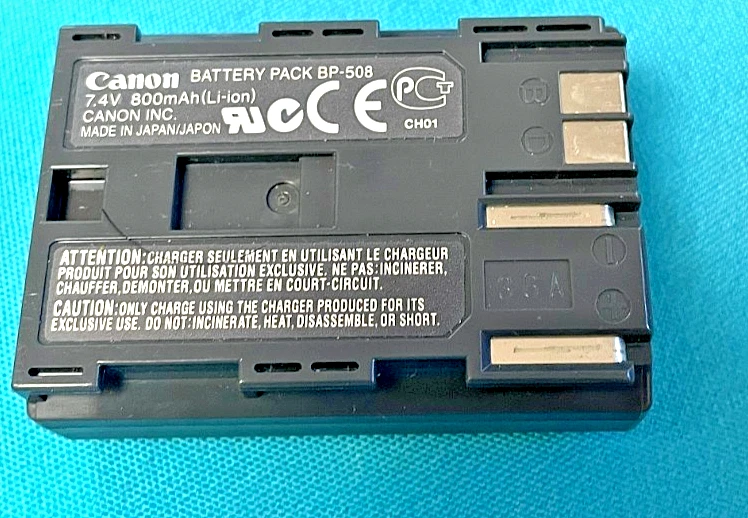 Canon BATTERY PACK BP-508
7.4V 800mAh(Li-ion)
CANON INC.
MADE IN JAPAN/JAPON
CE
PCT
CH01
B
D
ATTENTION:CHARGER SEULEMENT EN UTILISANT LE CHARGEUR
PRODUIT POUR SON UTILISATION EXCLUSIVE. NE PAS:INCINERER,
CHAUFFER,DEMONTER,OU METTRE EN COURT-CIRCUIT.
CAUTION:ONLY CHARGE USING THE CHARGER PRODUCED FOR ITS
EXCLUSIVE USE. DO NOT:INCINERATE, HEAT, DISASSEMBLE, OR SHORT.